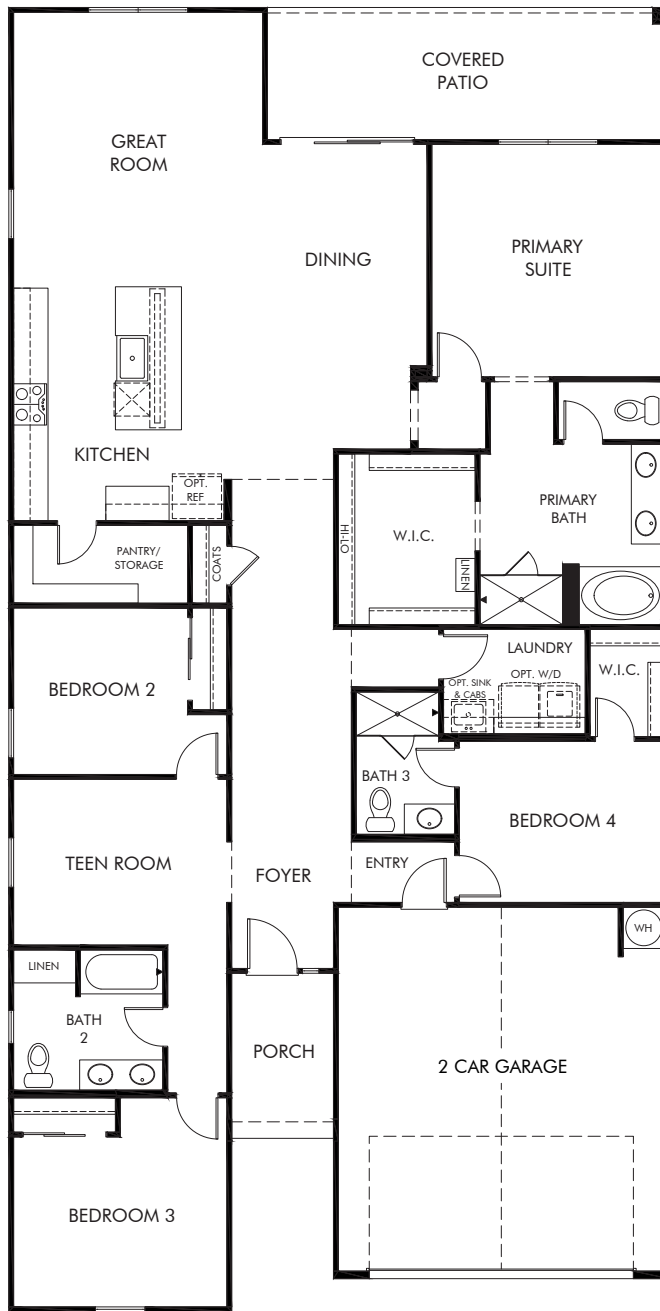 COVERED
PATIO
GREAT
ROOM
DINING
PRIMARY
SUITE
KITCHEN
OPT.
REF
PANTRY/
STORAGE
COATS
HI-LO
W.I.C.
LINEN
PRIMARY
BATH
BEDROOM 2
LAUNDRY
OPT. SINK
& CABS
OPT. W/D
W.I.C.
BATH 3
BEDROOM 4
TEEN ROOM
FOYER
ENTRY
WH
LINEN
BATH
2
PORCH
2 CAR GARAGE
BEDROOM 3